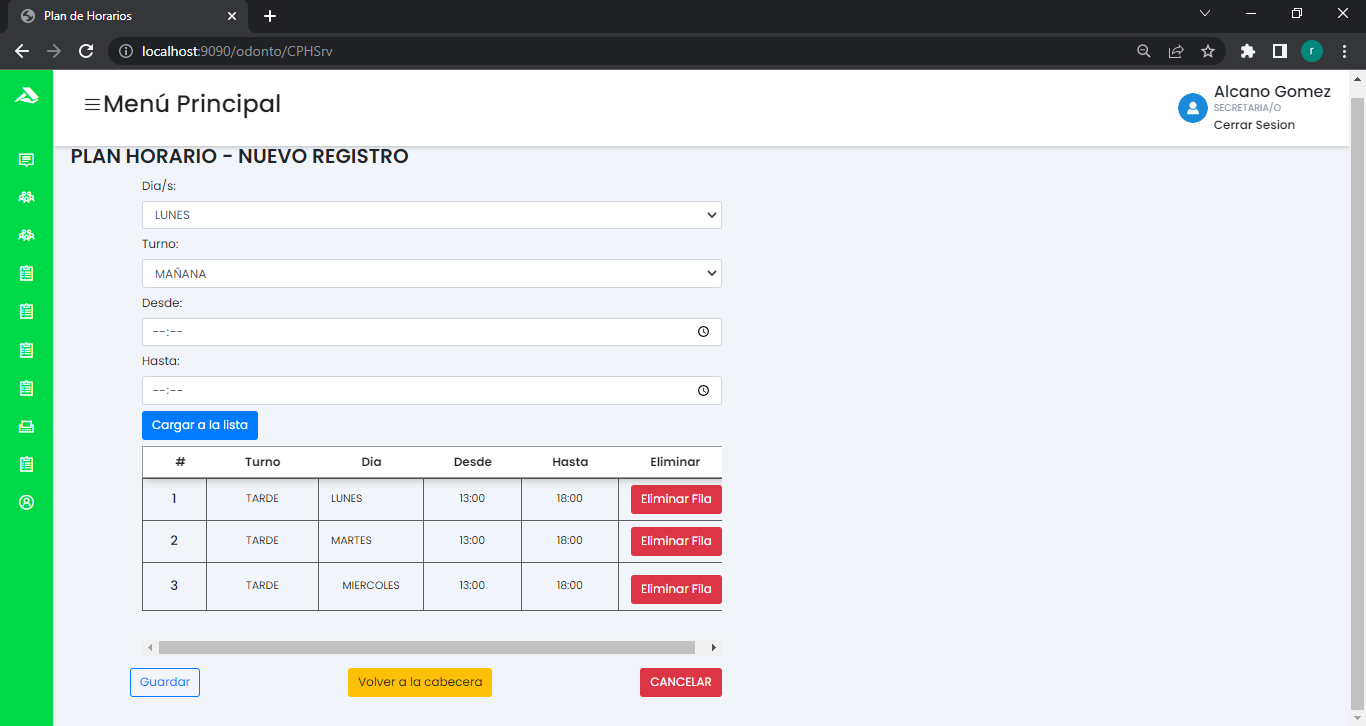 Plan de Horarios
localhost:9090/odonto/CPHSrv
r
Menú Principal
Alcano Gomez
SECRETARIA/O
Cerrar Sesion
PLAN HORARIO - NUEVO REGISTRO
Dia/s:
LUNES
Turno:
MAÑANA
Desde:
--:--
Hasta:
--:--
Cargar a la lista
# Turno Dia Desde Hasta Eliminar
1 TARDE LUNES 13:00 18:00 Eliminar Fila
2 TARDE MARTES 13:00 18:00 Eliminar Fila
3 TARDE MIERCOLES 13:00 18:00 Eliminar Fila
Guardar Volver a la cabecera CANCELAR